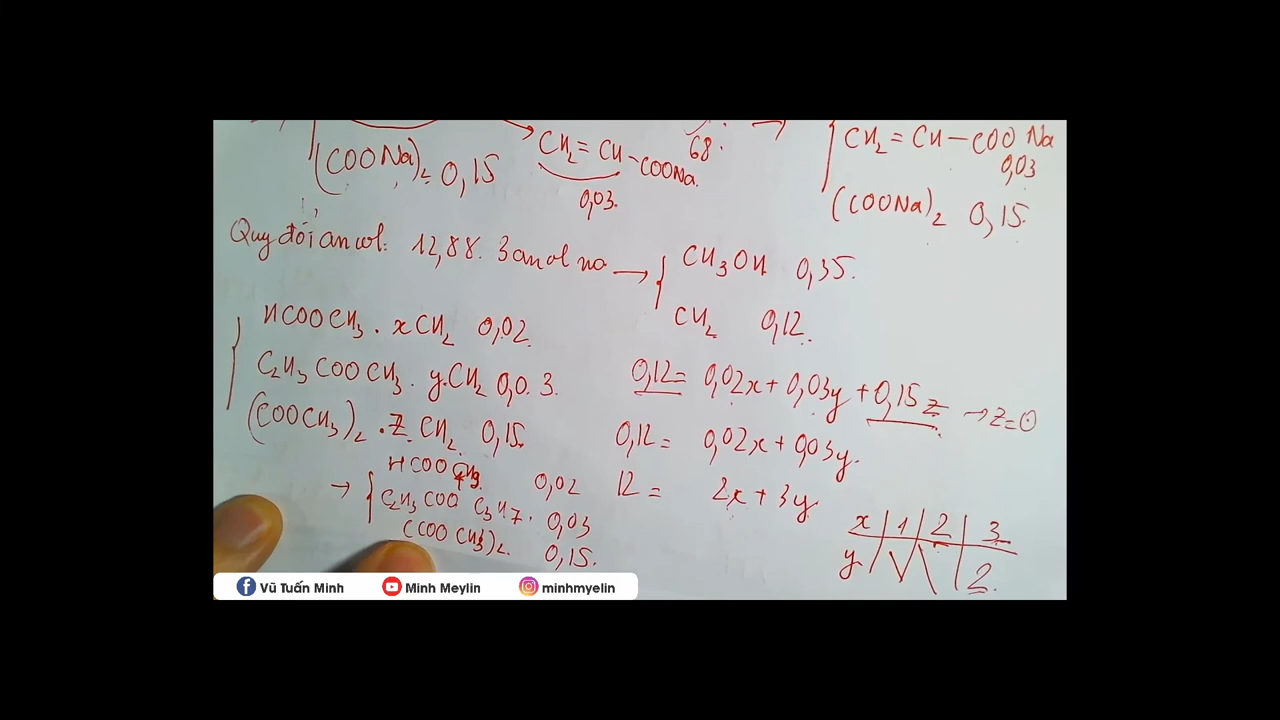 (COONa)2 0,15
CH2 = CH - COONa.
0,03.
68.
CH2 = CH - COO Na
0,03
(COONa)2 0,15
Quy đổi ancol: 12,88. 3 ancol no → { CH3OH 0,35.
CH2 0,12.
{ HCOOCH3 . xCH2 0,02.
C2H3COOCH3. y.CH2 0,0.3.
(COOCH3)2 .Z CH2 0,15.
0,12 = 0,02x + 0,03y + 0,15z → z=0
0,12 = 0,02x + 0,03y.
12 = 2x + 3y
→ { HCOO 0,02
C2H3COO C3H7. 0,03
(COOCH3)2. 0,15.
x | 1 | 2 | 3
y | \ | \ | 2.
Vũ Tuấn Minh
Minh Meylin
minhmyelin